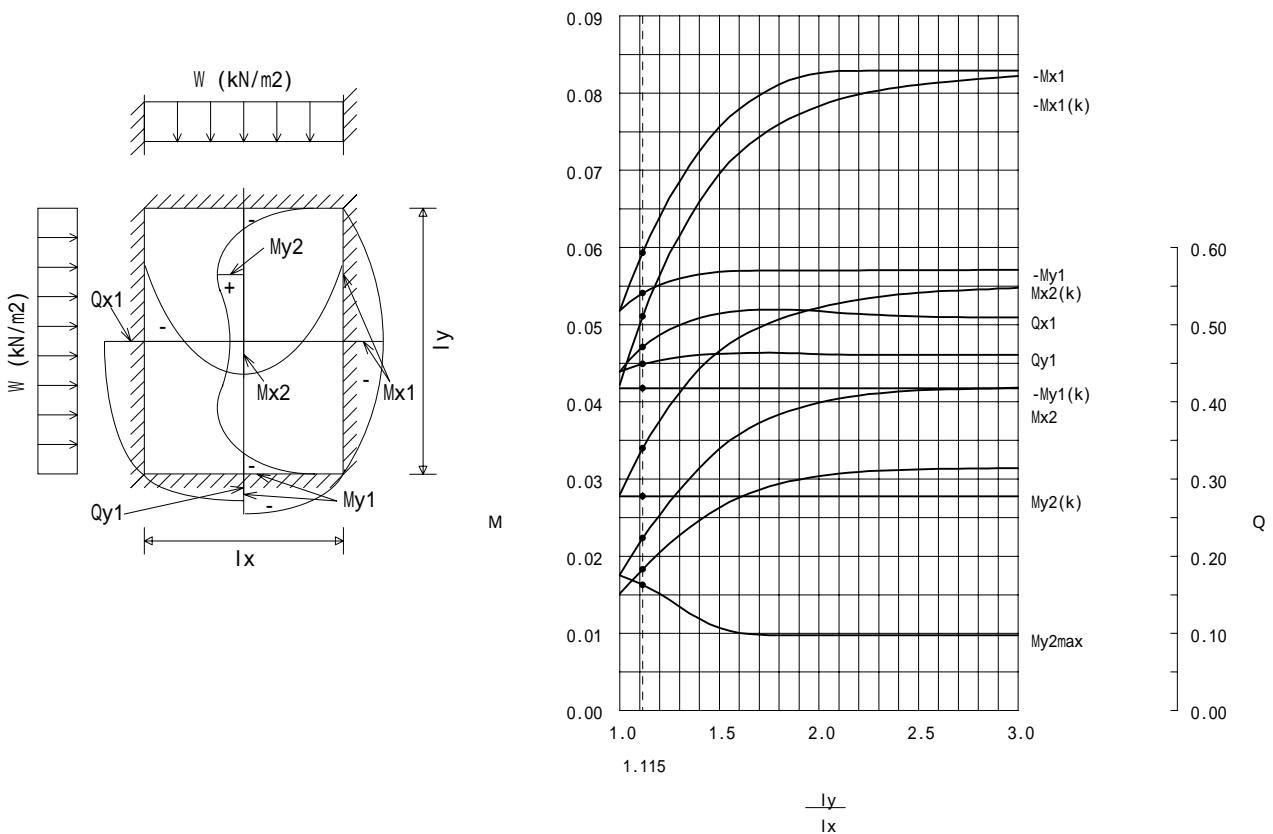 W (kN/m2)
W (kN/m2)
Qx1
-
-
My2
+
Mx2
-
Mx1
ly
-
My1
Qy1
-
lx
M
0.09
0.08
0.07
0.06
0.05
0.04
0.03
0.02
0.01
0.00
1.0
1.5
2.0
2.5
3.0
1.115
ly
lx
-Mx1
-Mx1(k)
-My1
Mx2(k)
Qx1
Qy1
-My1(k)
Mx2
My2(k)
My2max
0.60
0.50
0.40
0.30
0.20
0.10
0.00
Q